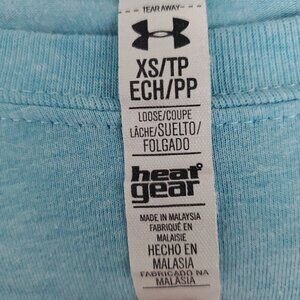 TEAR AWAY
XS/TP
ECH/PP
LOOSE/COUPE
LÂCHE/SUELTO/
FOLGADO
heat
gear
MADE IN MALAYSIA
FABRIQUÉ EN
MALAISIE
HECHO EN
MALASIA
FABRICADO NA
MALASIA